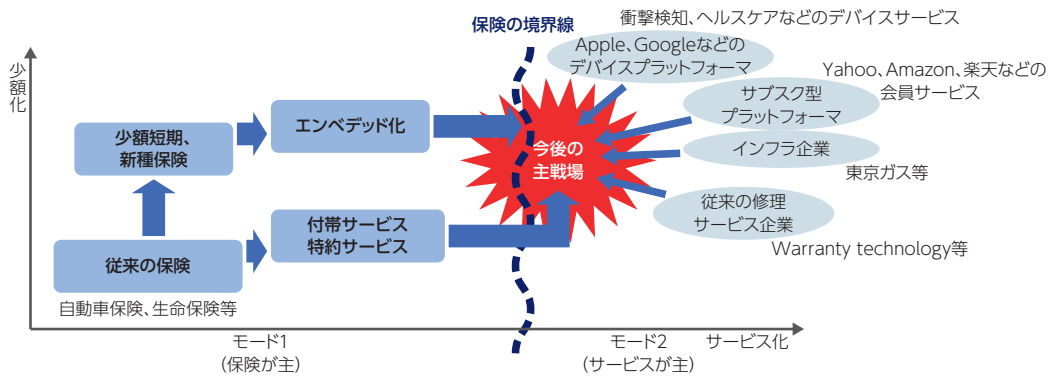 衝撃検知、ヘルスケアなどのデバイスサービス
保険の境界線
Apple、Googleなどの
デバイスプラットフォーマ
Yahoo、Amazon、楽天などの
会員サービス
少額化
サブスク型
プラットフォーマ
少額短期、
新種保険
エンベデッド化
今後の
主戦場
インフラ企業
東京ガス等
従来の修理
サービス企業
付帯サービス
特約サービス
Warranty technology等
従来の保険
自動車保険、生命保険等
モード1
(保険が主)
モード2
(サービスが主)
サービス化